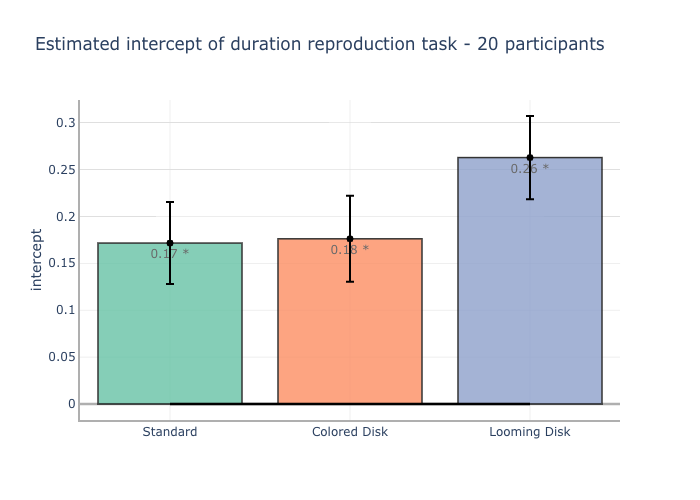 Estimated intercept of duration reproduction task - 20 participants
intercept
0.3
0.25
0.2
0.15
0.1
0.05
0
0.17 *
0.18 *
0.26 *
Standard
Colored Disk
Looming Disk